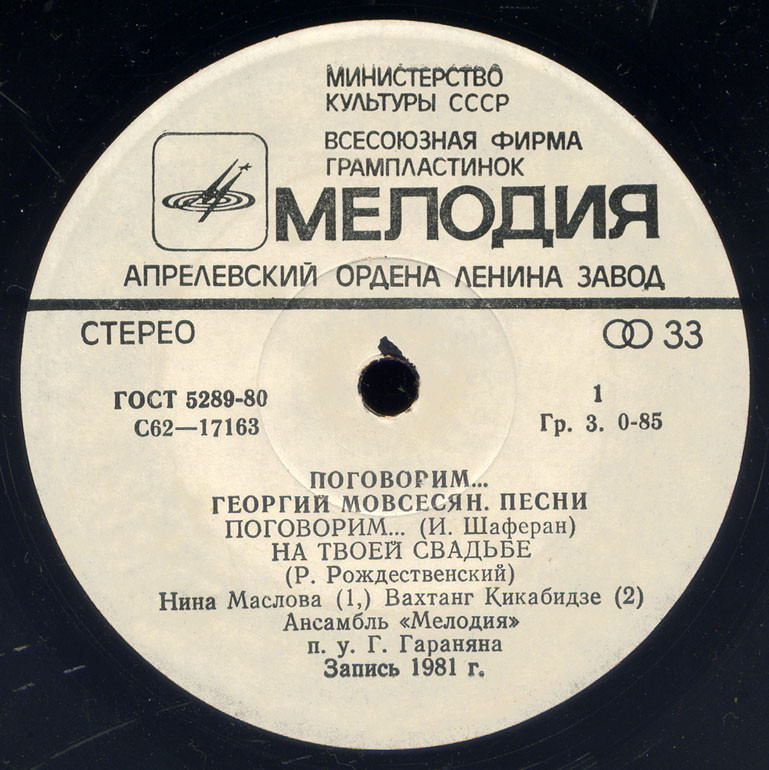 МИНИСТЕРСТВО
КУЛЬТУРЫ СССР
ВСЕСОЮЗНАЯ ФИРМА
ГРАМПЛАСТИНОК
МЕЛОДИЯ
АПРЕЛЕВСКИЙ ОРДЕНА ЛЕНИНА ЗАВОД
СТЕРЕО 33
ГОСТ 5289-80 1
С62—17163 Гр. 3. 0-85
ПОГОВОРИМ...
ГЕОРГИЙ МОВСЕСЯН. ПЕСНИ
ПОГОВОРИМ... (И. Шаферан)
НА ТВОЕЙ СВАДЬБЕ
(Р. Рождественский)
Нина Маслова (1,) Вахтанг Кикабидзе (2)
Ансамбль «Мелодия»
п. у. Г. Гараняна
Запись 1981 г.